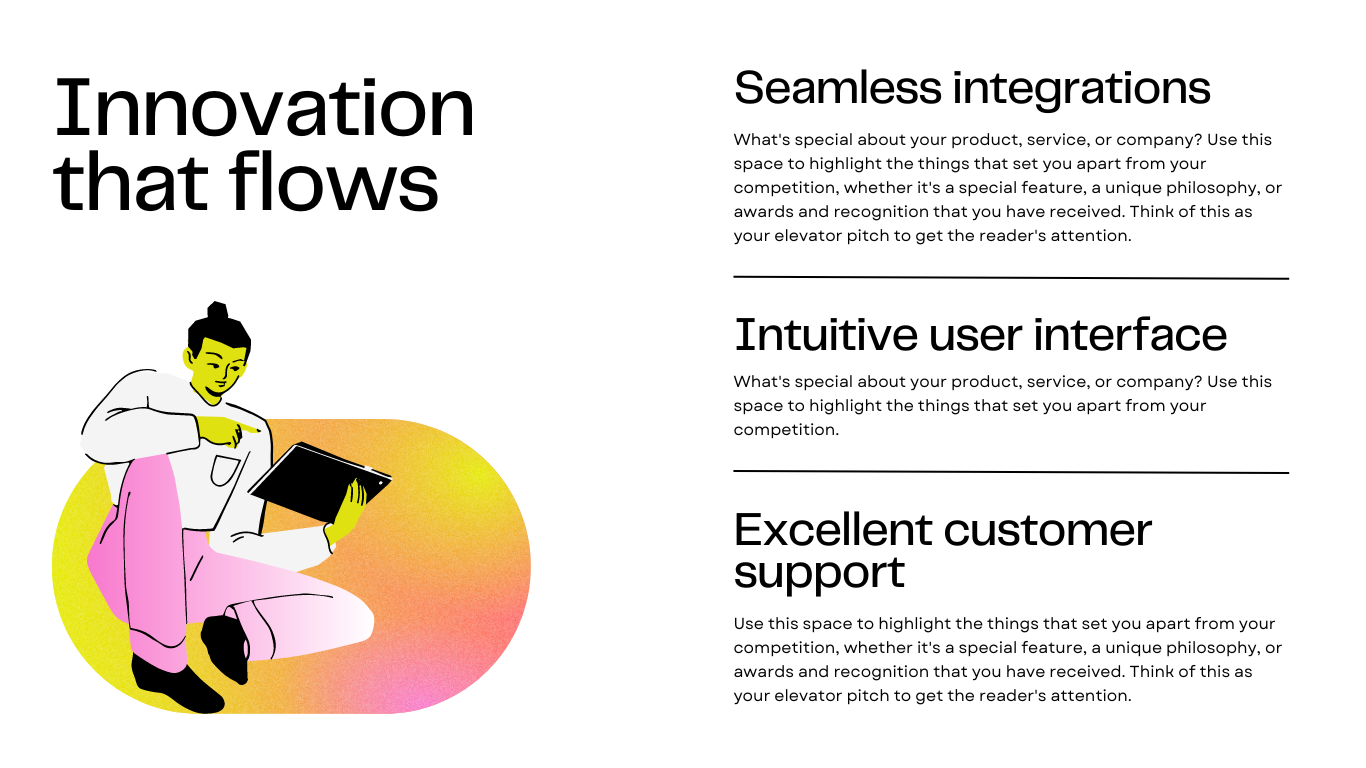 Innovation
that flows
Seamless integrations
What's special about your product, service, or company? Use this
space to highlight the things that set you apart from your
competition, whether it's a special feature, a unique philosophy, or
awards and recognition that you have received. Think of this as
your elevator pitch to get the reader's attention.
Intuitive user interface
What's special about your product, service, or company? Use this
space to highlight the things that set you apart from your
competition.
Excellent customer
support
Use this space to highlight the things that set you apart from your
competition, whether it's a special feature, a unique philosophy, or
awards and recognition that you have received. Think of this as
your elevator pitch to get the reader's attention.